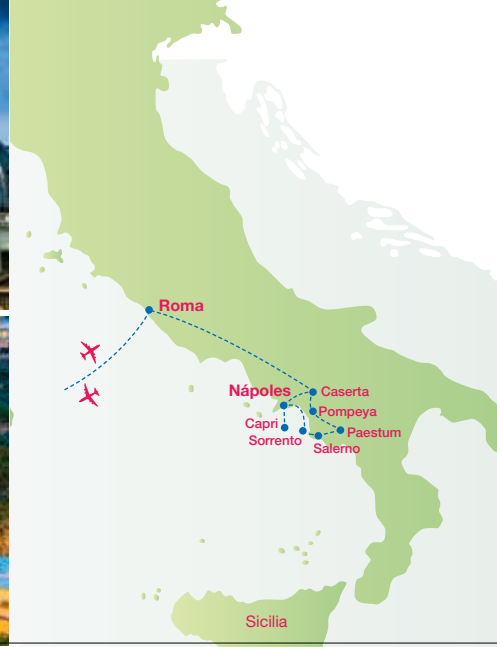 Roma
Nápoles
Caserta
Pompeya
Capri
Paestum
Sorrento
Salerno
Sicilia